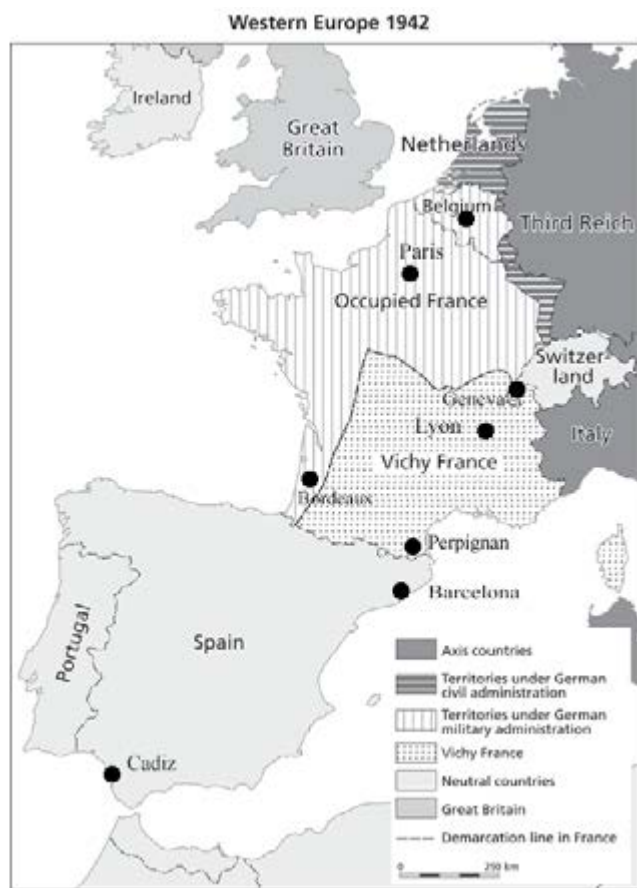 Western Europe 1942
Ireland
Great
Britain
Netherlands
Belgium
Third Reich
Paris
Occupied France
Switzer-
land
Geneva
Lyon
Italy
Vichy France
Bordeaux
Perpignan
Barcelona
Portugal
Spain
Cadiz
Axis countries
Territories under German
civil administration
Territories under German
military administration
Vichy France
Neutral countries
Great Britain
Demarcation line in France
0 250 km